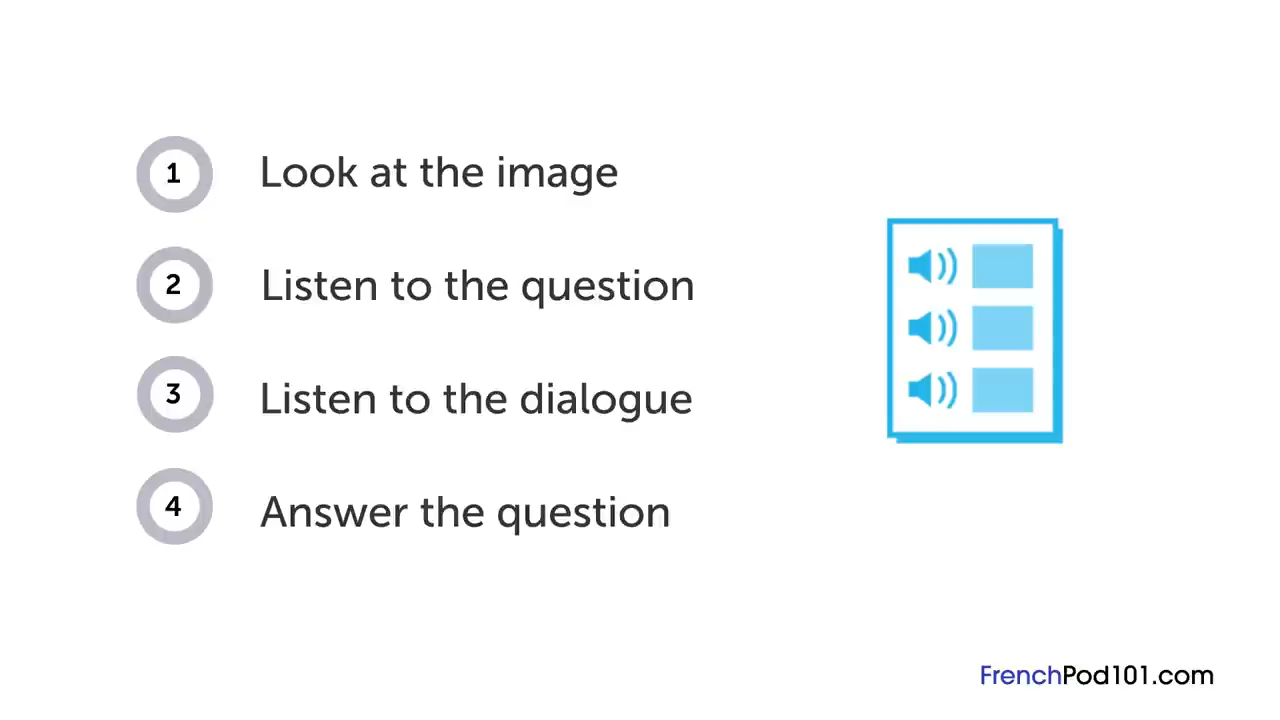 1 Look at the image
2 Listen to the question
3 Listen to the dialogue
4 Answer the question
FrenchPod101.com